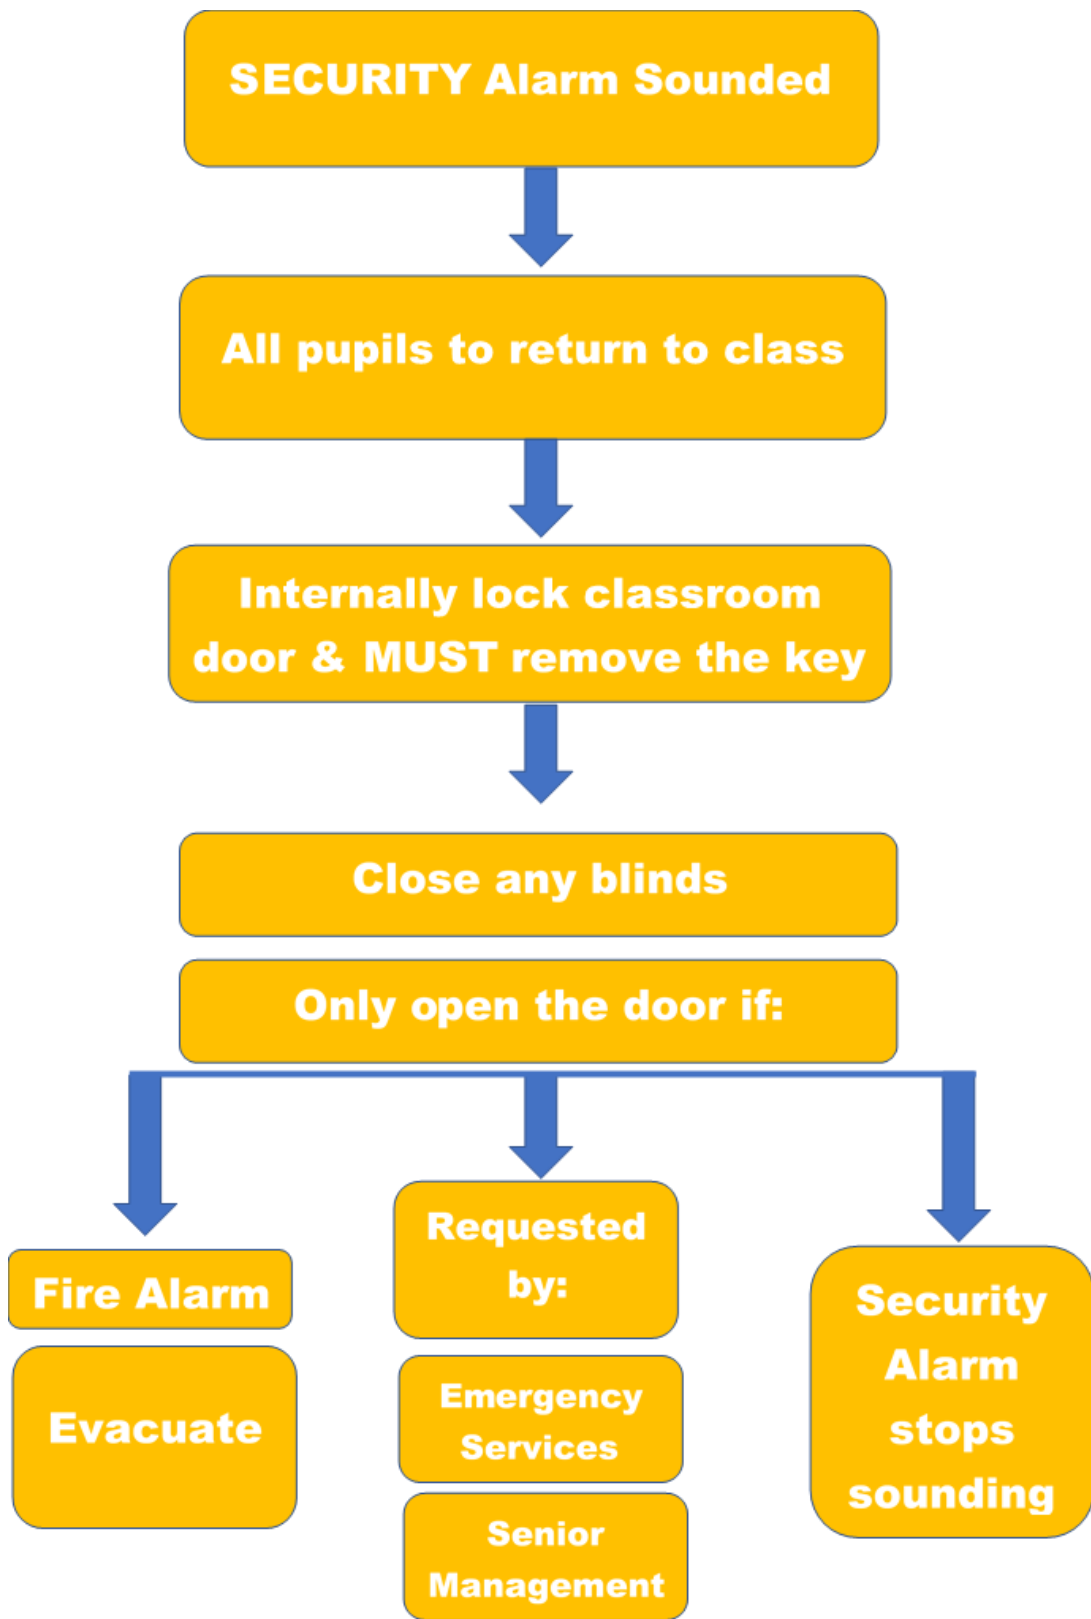 SECURITY Alarm Sounded
All pupils to return to class
Internally lock classroom
door & MUST remove the key
Close any blinds
Only open the door if:
Fire Alarm
Evacuate
Requested
by:
Emergency
Services
Senior
Management
Security
Alarm
stops
sounding